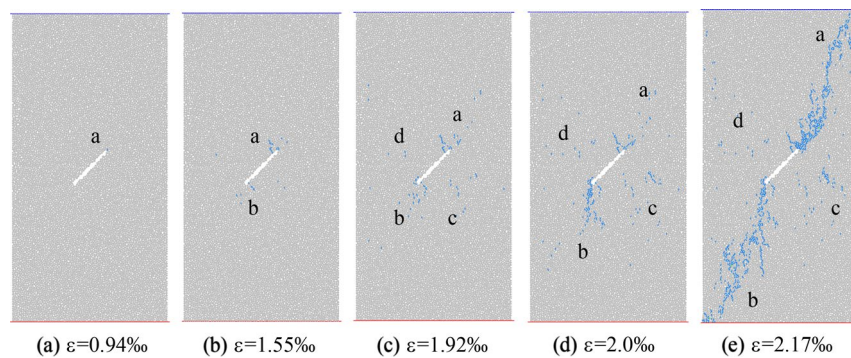 a
a
b
a
d
b
c
a
d
c
b
a
d
c
b
(a) ε=0.94‰
(b) ε=1.55‰
(c) ε=1.92‰
(d) ε=2.0‰
(e) ε=2.17‰